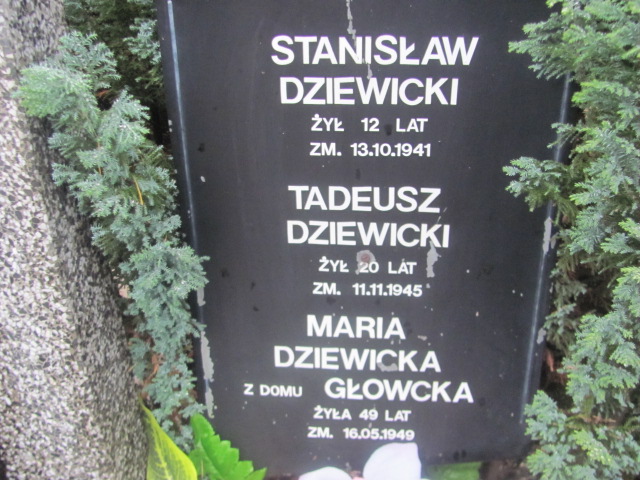 STANISŁAW
DZIEWICKI
ŻYŁ 12 LAT
ZM. 13.10.1941
TADEUSZ
DZIEWICKI
ŻYŁ 20 LAT
ZM. 11.11.1945
MARIA
DZIEWICKA
Z DOMU GŁOWCKA
ŻYŁA 49 LAT
ZM. 16.05.1949